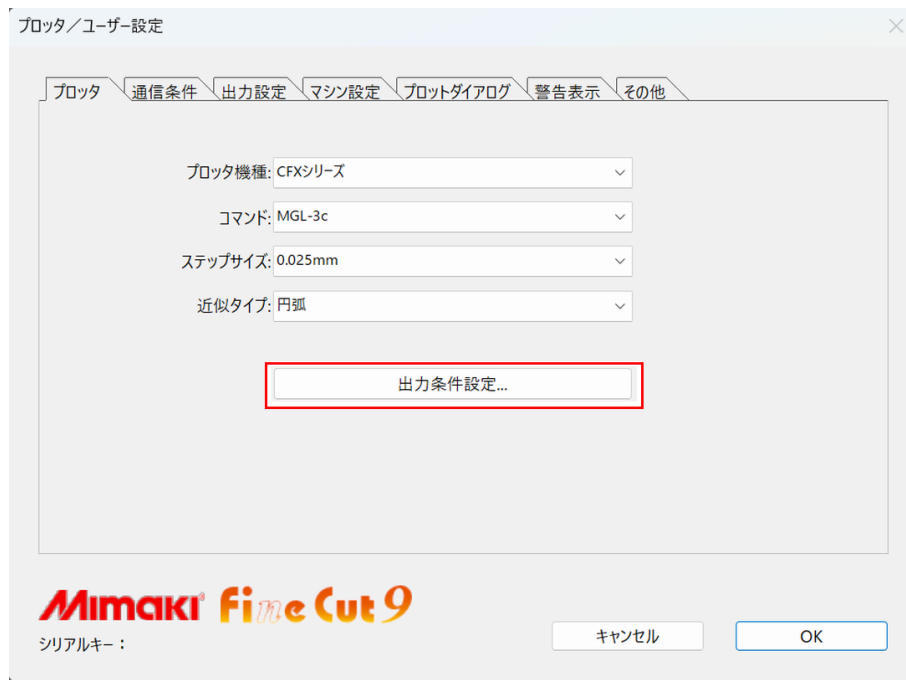 プロッタ／ユーザー設定
プロッタ 通信条件 出力設定 マシン設定 プロットダイアログ 警告表示 その他
プロッタ機種: CFXシリーズ
コマンド: MGL-3c
ステップサイズ: 0.025mm
近似タイプ: 円弧
出力条件設定...
Mimaki Fine Cut 9
シリアルキー：
キャンセル OK